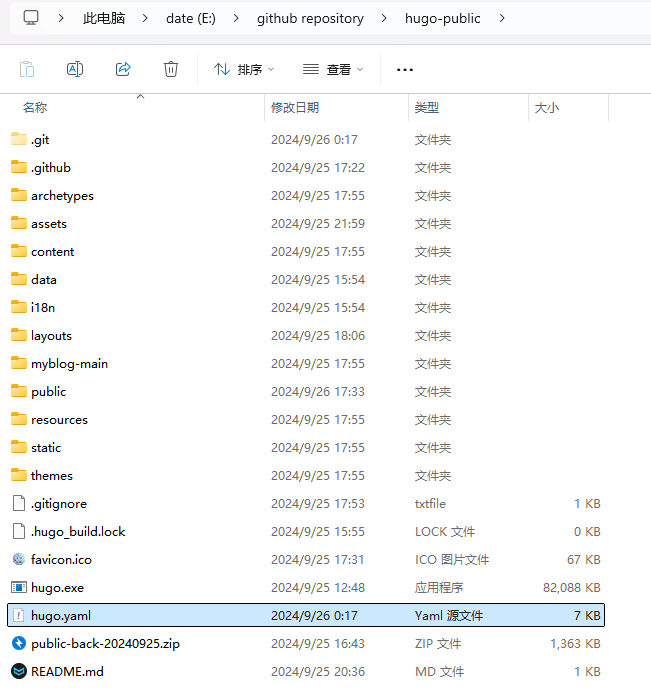 此电脑 date (E:) github repository hugo-public
排序 查看
名称 修改日期 类型 大小
.git 2024/9/26 0:17 文件夹
.github 2024/9/25 17:22 文件夹
archetypes 2024/9/25 17:55 文件夹
assets 2024/9/25 21:59 文件夹
content 2024/9/25 17:55 文件夹
data 2024/9/25 15:54 文件夹
i18n 2024/9/25 15:54 文件夹
layouts 2024/9/25 18:06 文件夹
myblog-main 2024/9/25 17:55 文件夹
public 2024/9/26 17:33 文件夹
resources 2024/9/25 17:55 文件夹
static 2024/9/25 17:55 文件夹
themes 2024/9/25 17:55 文件夹
.gitignore 2024/9/25 17:53 txtfile 1 KB
.hugo_build.lock 2024/9/25 15:55 LOCK 文件 0 KB
favicon.ico 2024/9/25 17:31 ICO 图片文件 67 KB
hugo.exe 2024/9/25 12:48 应用程序 82,088 KB
hugo.yaml 2024/9/26 0:17 Yaml 源文件 7 KB
public-back-20240925.zip 2024/9/25 16:43 ZIP 文件 1,363 KB
README.md 2024/9/25 20:36 MD 文件 1 KB